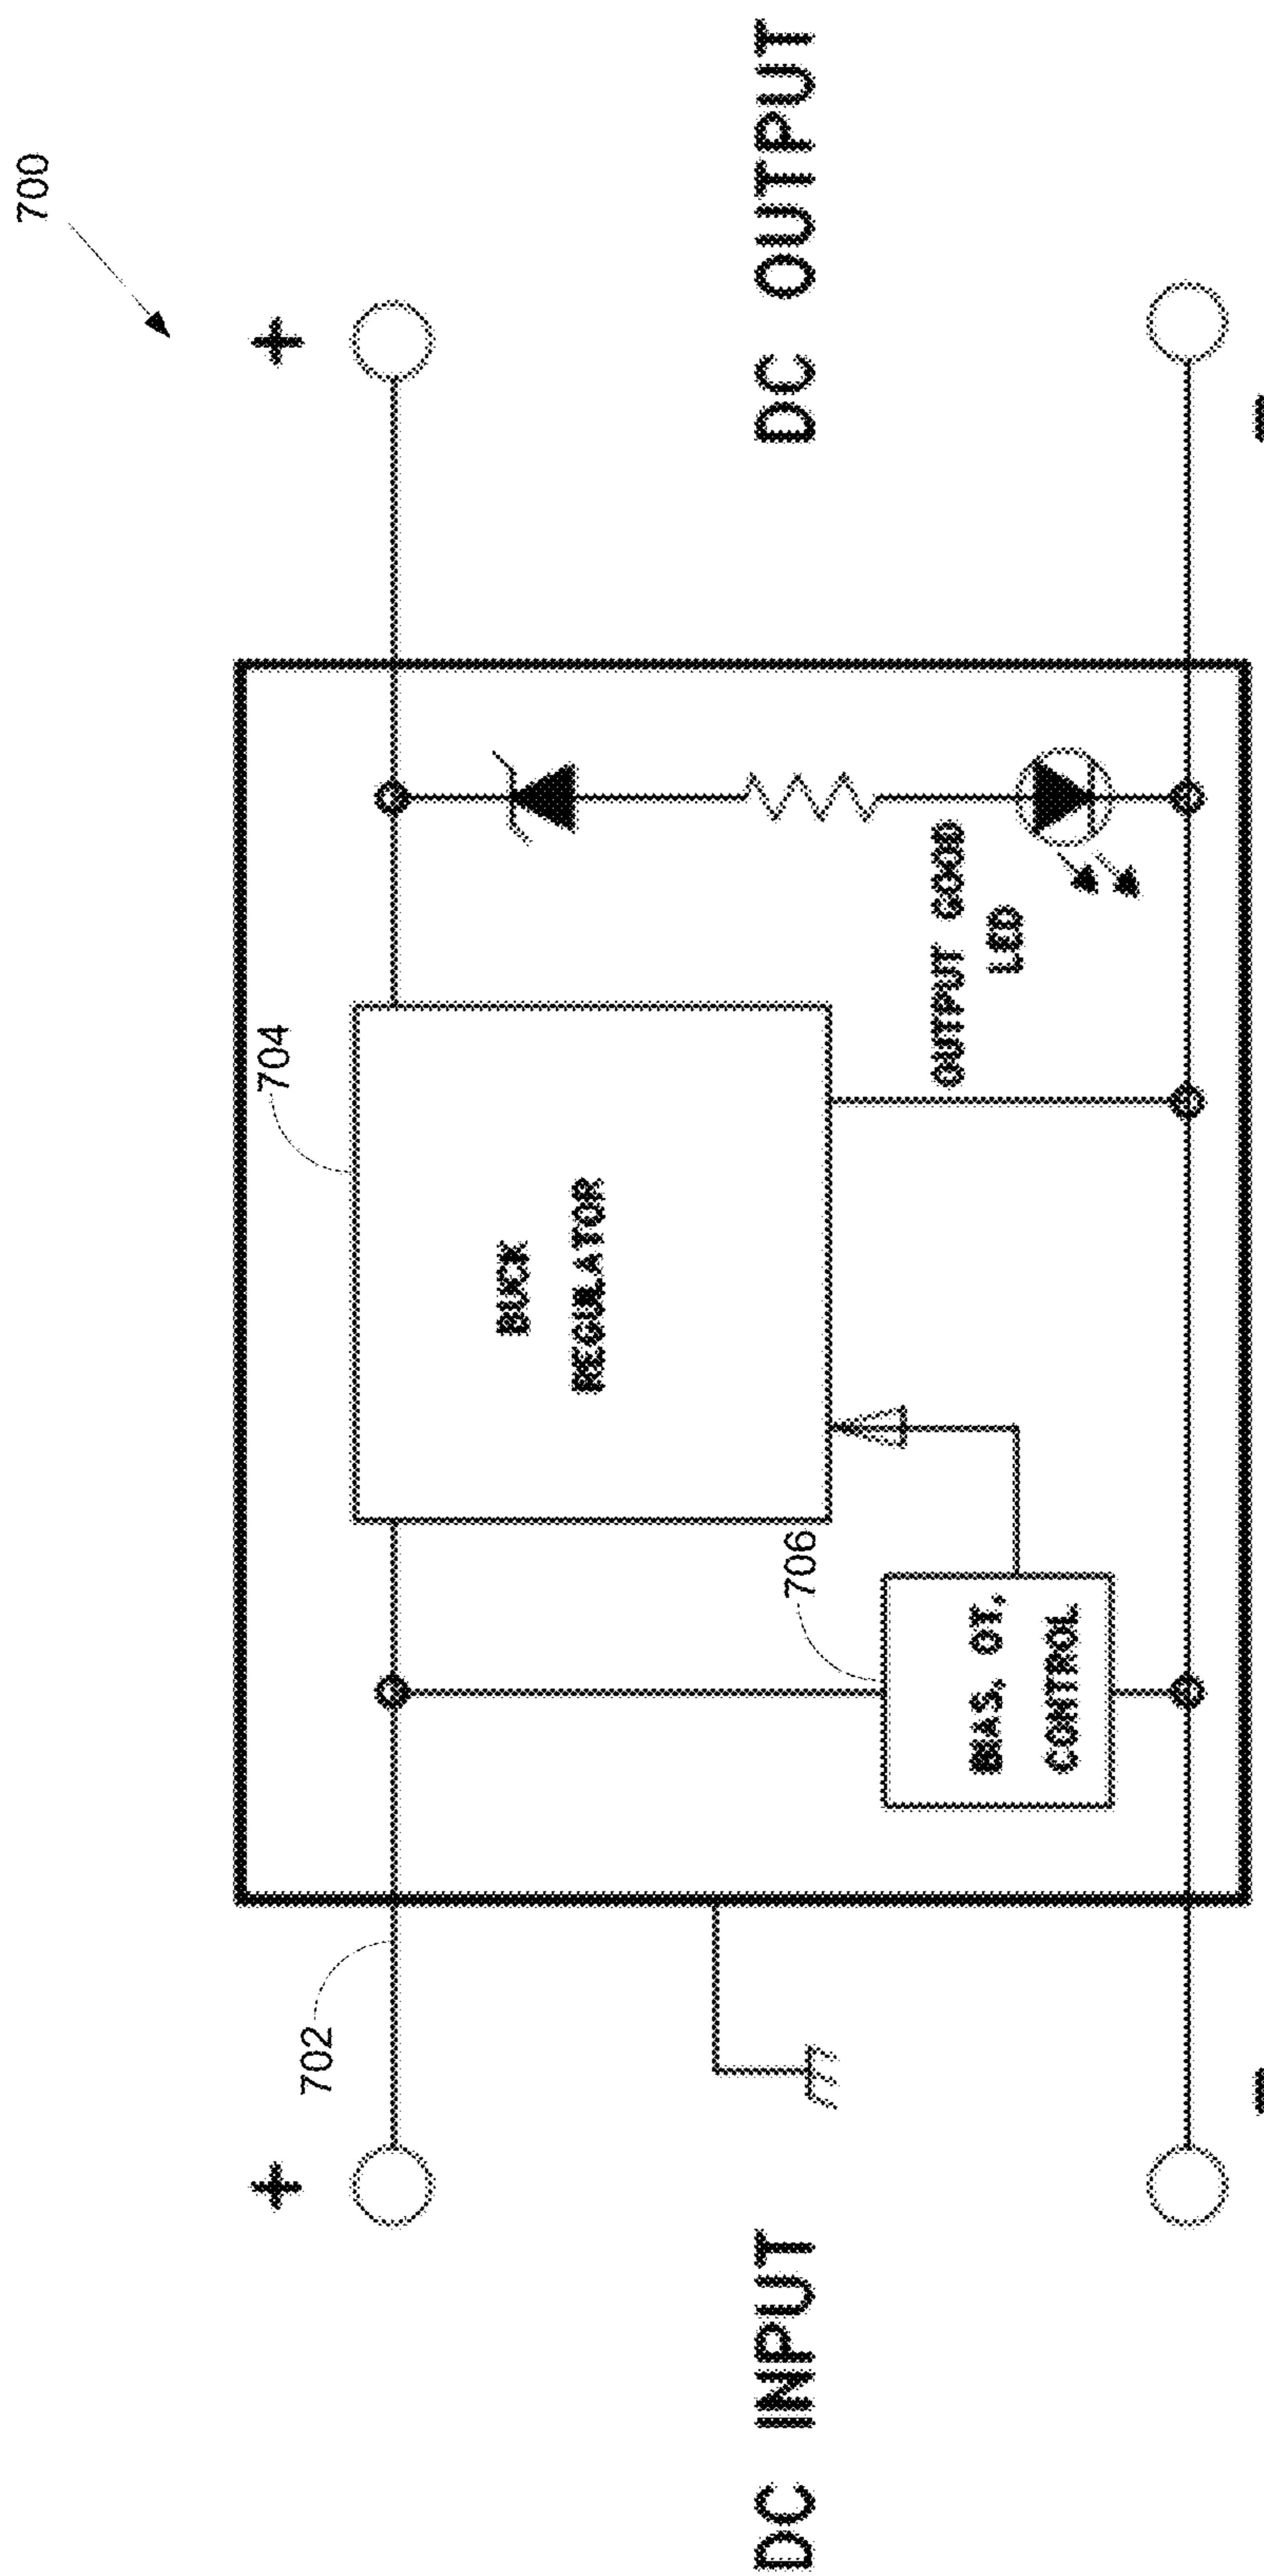 700
+
+
704
702
BUCK
REGULATOR
706
DC INPUT
DC OUTPUT
OUTPUT GOOD
LED
BIAS, OT,
CONTROL
-
-